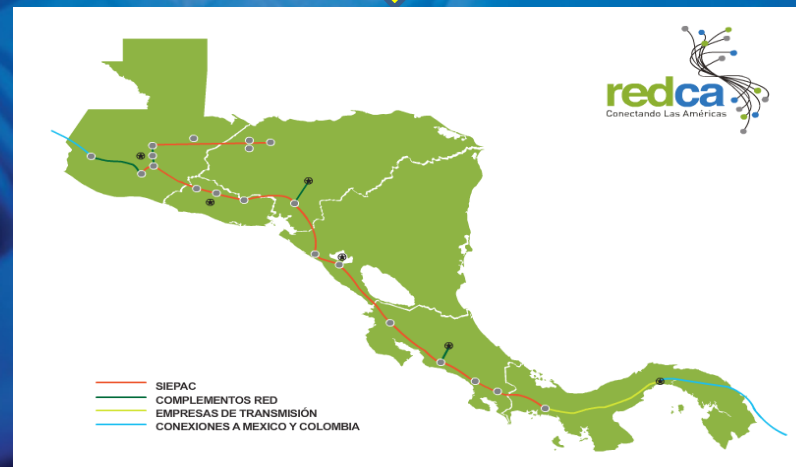 redca
Conectando Las Américas
SIEPAC
COMPLEMENTOS RED
EMPRESAS DE TRANSMISIÓN
CONEXIONES A MEXICO Y COLOMBIA